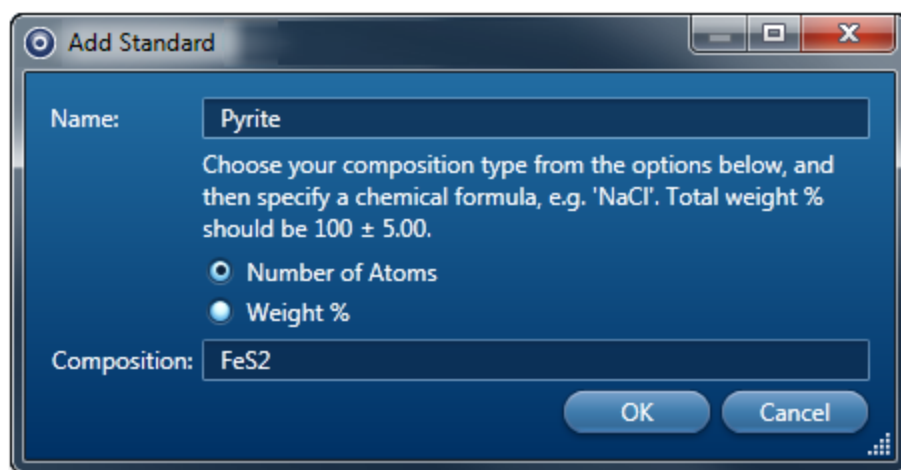 Add Standard
Name: Pyrite
Choose your composition type from the options below, and
then specify a chemical formula, e.g. 'NaCl'. Total weight %
should be 100 ± 5.00.
Number of Atoms
Weight %
Composition: FeS2
OK Cancel